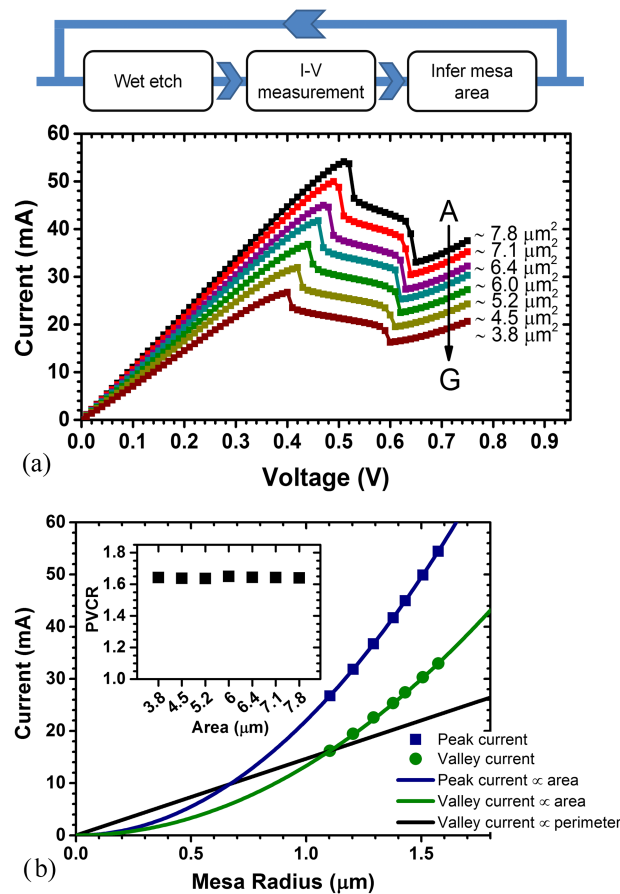 Wet etch
I-V
measurement
Infer mesa
area
60
50
40
30
20
10
0
Current (mA)
A
~ 7.8 μm²
~ 7.1 μm²
~ 6.4 μm²
~ 6.0 μm²
~ 5.2 μm²
~ 4.5 μm²
~ 3.8 μm²
G
0.0 0.1 0.2 0.3 0.4 0.5 0.6 0.7 0.8 0.9
Voltage (V)
(a)
60
50
40
30
20
10
0
Current (mA)
1.8
1.6
1.4
1.2
1.0
PVCR
3.8 4.5 5.2 6 6.4 7.1 7.8
Area (μm)
Peak current
Valley current
Peak current ∝ area
Valley current ∝ area
Valley current ∝ perimeter
0.0 0.5 1.0 1.5
Mesa Radius (μm)
(b)